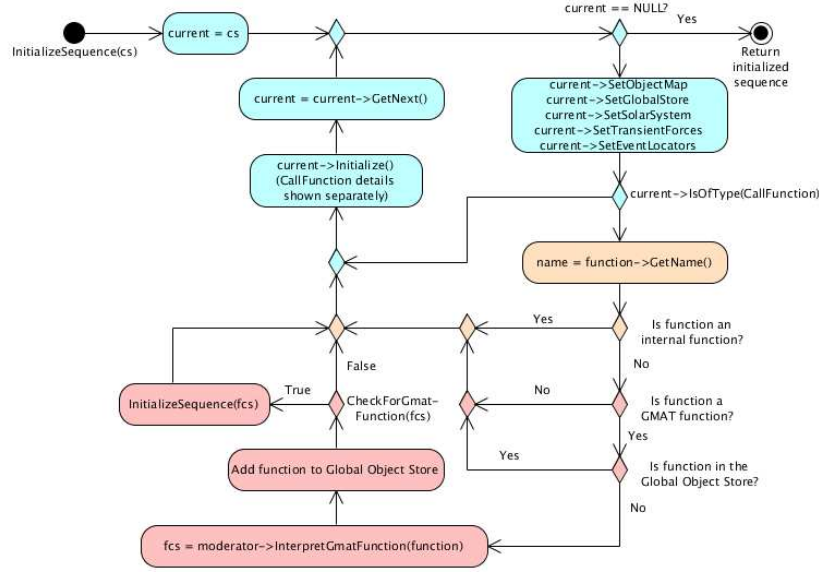 current == NULL?
Yes
InitializeSequence(cs)
current = cs
Return
initialized
sequence
current = current->GetNext()
current->SetObjectMap
current->SetGlobalStore
current->SetSolarSystem
current->SetTransientForces
current->SetEventLocators
current->Initialize()
(CallFunction details
shown separately)
current->IsOfType(CallFunction)
name = function->GetName()
Yes
Is function an
internal function?
No
False
True
InitializeSequence(fcs)
CheckForGmat-
Function(fcs)
No
Is function a
GMAT function?
Yes
Add function to Global Object Store
Yes
Is function in the
Global Object Store?
No
fcs = moderator->InterpretGmatFunction(function)